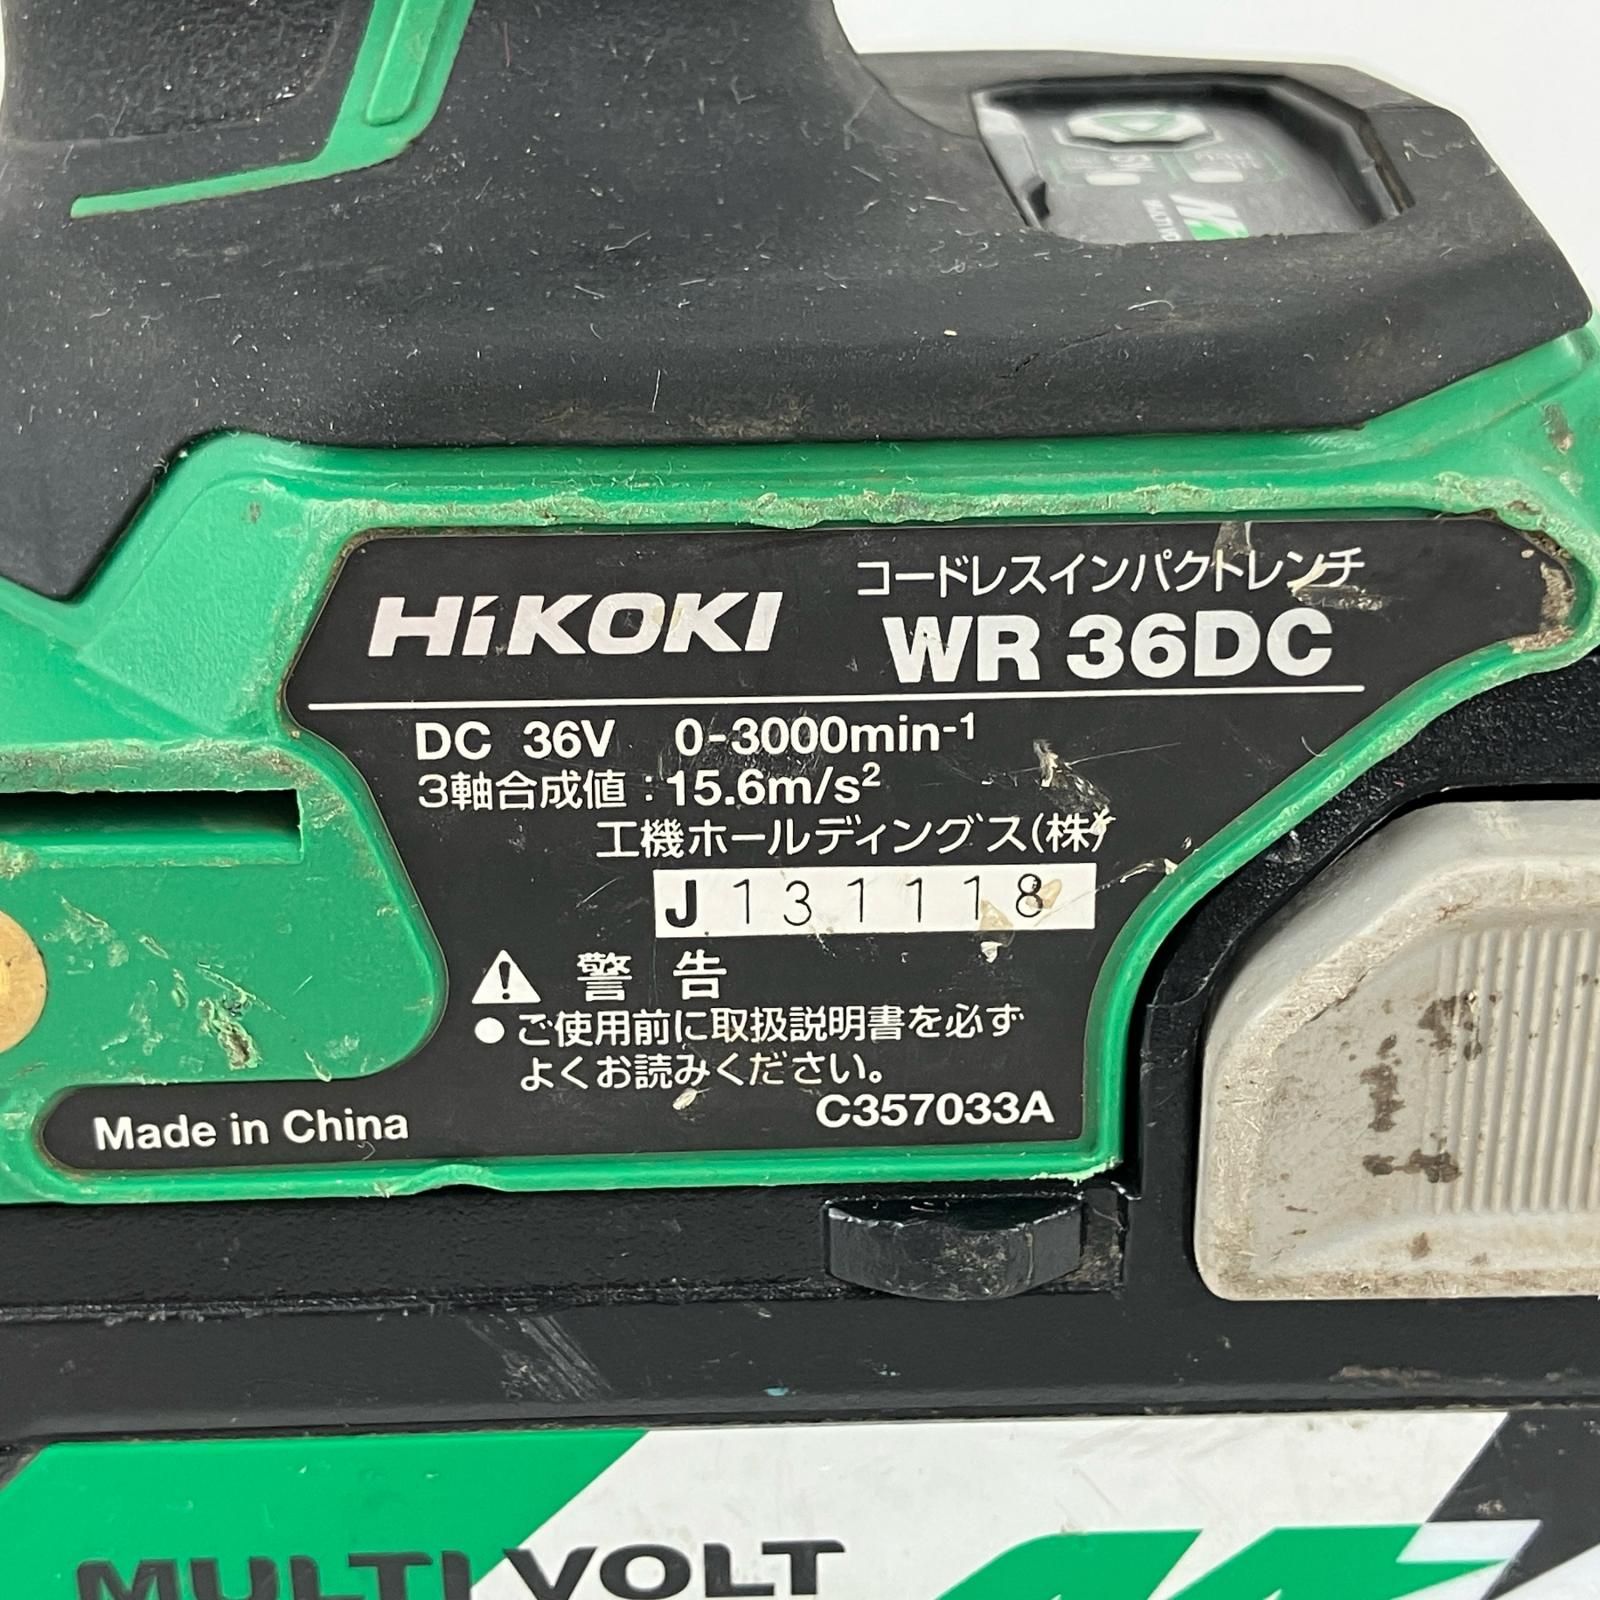 HiKOKI
コードレスインパクトレンチ
WR 36DC
DC 36V 0-3000min-1
3軸合成値：15.6m/s²
工機ホールディングス(株)
J 131118
警告
●ご使用前に取扱説明書を必ず
よくお読みください。
C357033A
Made in China
MULTI VOLT